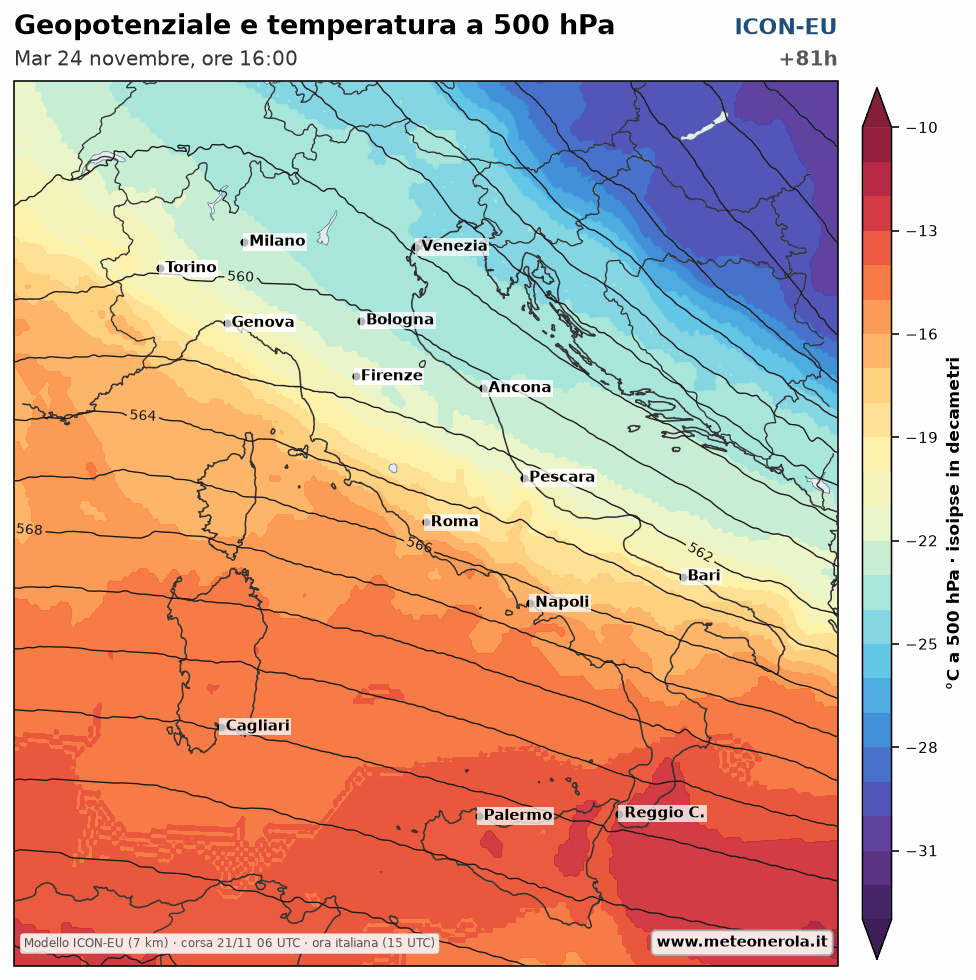 Geopotenziale e temperatura a 500 hPa
ICON-EU
Mar 24 novembre, ore 16:00
+81h
Milano
Venezia
Torino
560
Genova
Bologna
Firenze
Ancona
564
Pescara
Roma
568
566
562
Bari
Napoli
Cagliari
Palermo
Reggio C.
Modello ICON-EU (7 km) · corsa 21/11 06 UTC · ora italiana (15 UTC)
www.meteonerola.it
−10
−13
−16
−19
−22
−25
−28
−31
°C a 500 hPa · isoipse in decametri